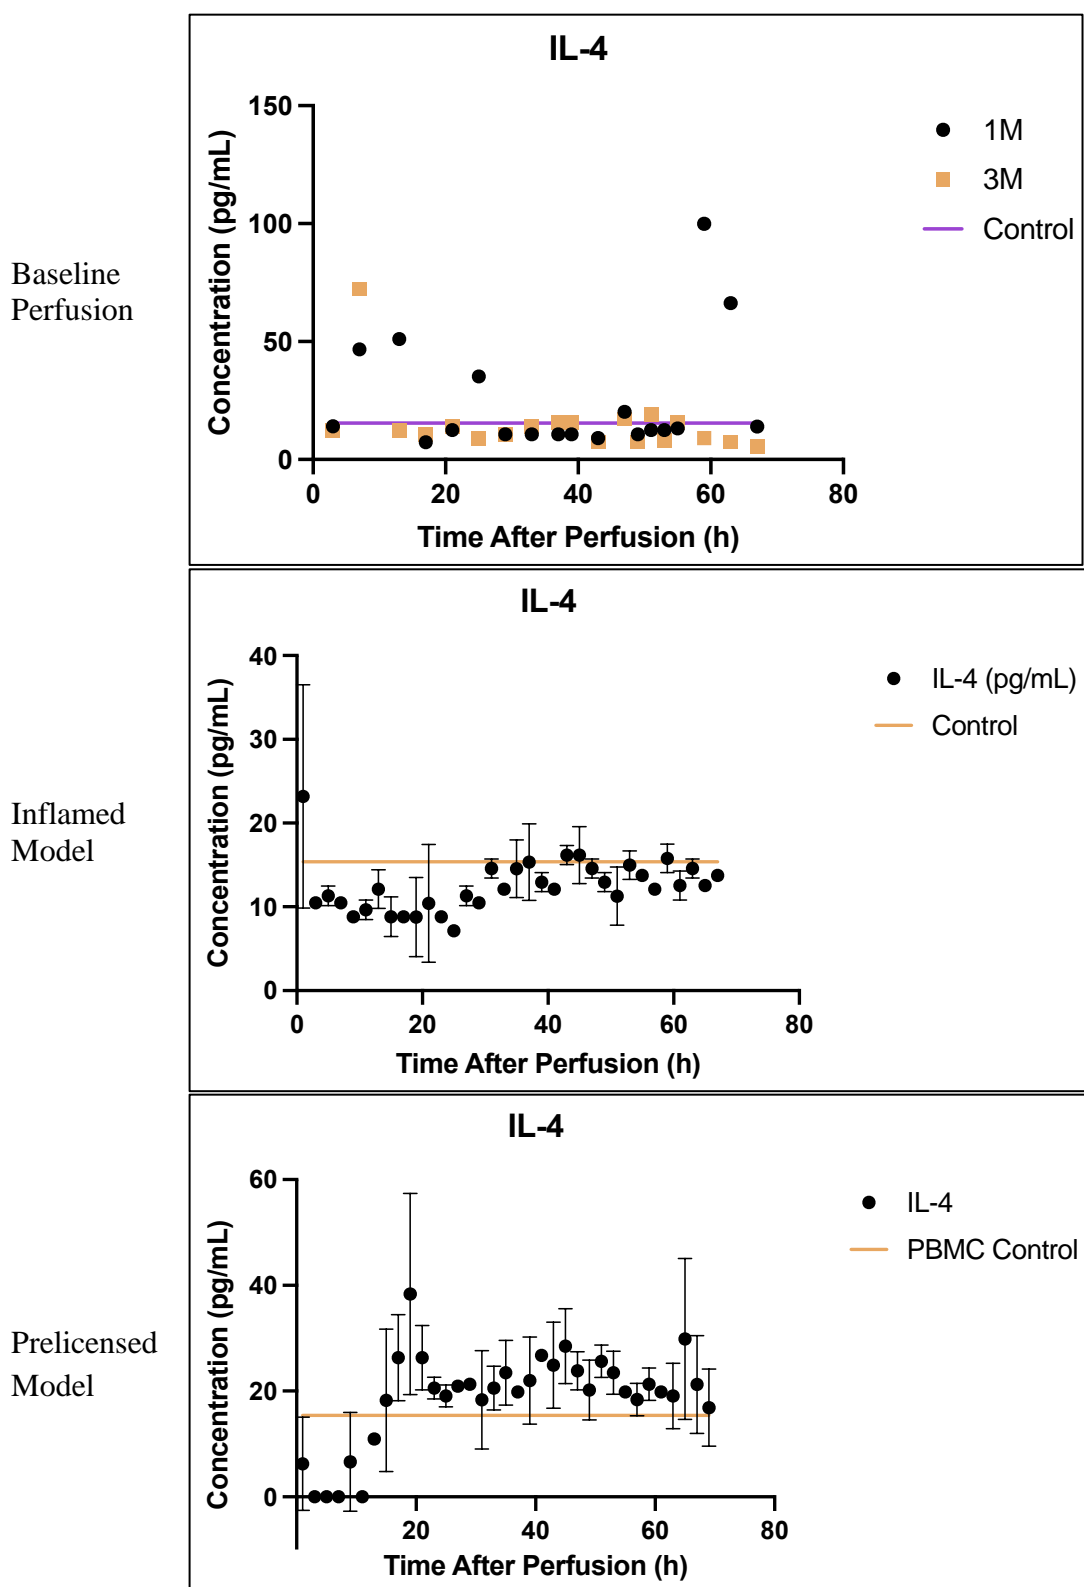 Baseline
Perfusion
IL-4
Concentration (pg/mL)
150
100
50
0
0 20 40 60 80
Time After Perfusion (h)
1M
3M
Control
Inflamed
Model
IL-4
Concentration (pg/mL)
40
30
20
10
0
0 20 40 60 80
Time After Perfusion (h)
IL-4 (pg/mL)
Control
Prelicensed
Model
IL-4
Concentration (pg/mL)
60
40
20
0
20 40 60 80
Time After Perfusion (h)
IL-4
PBMC Control